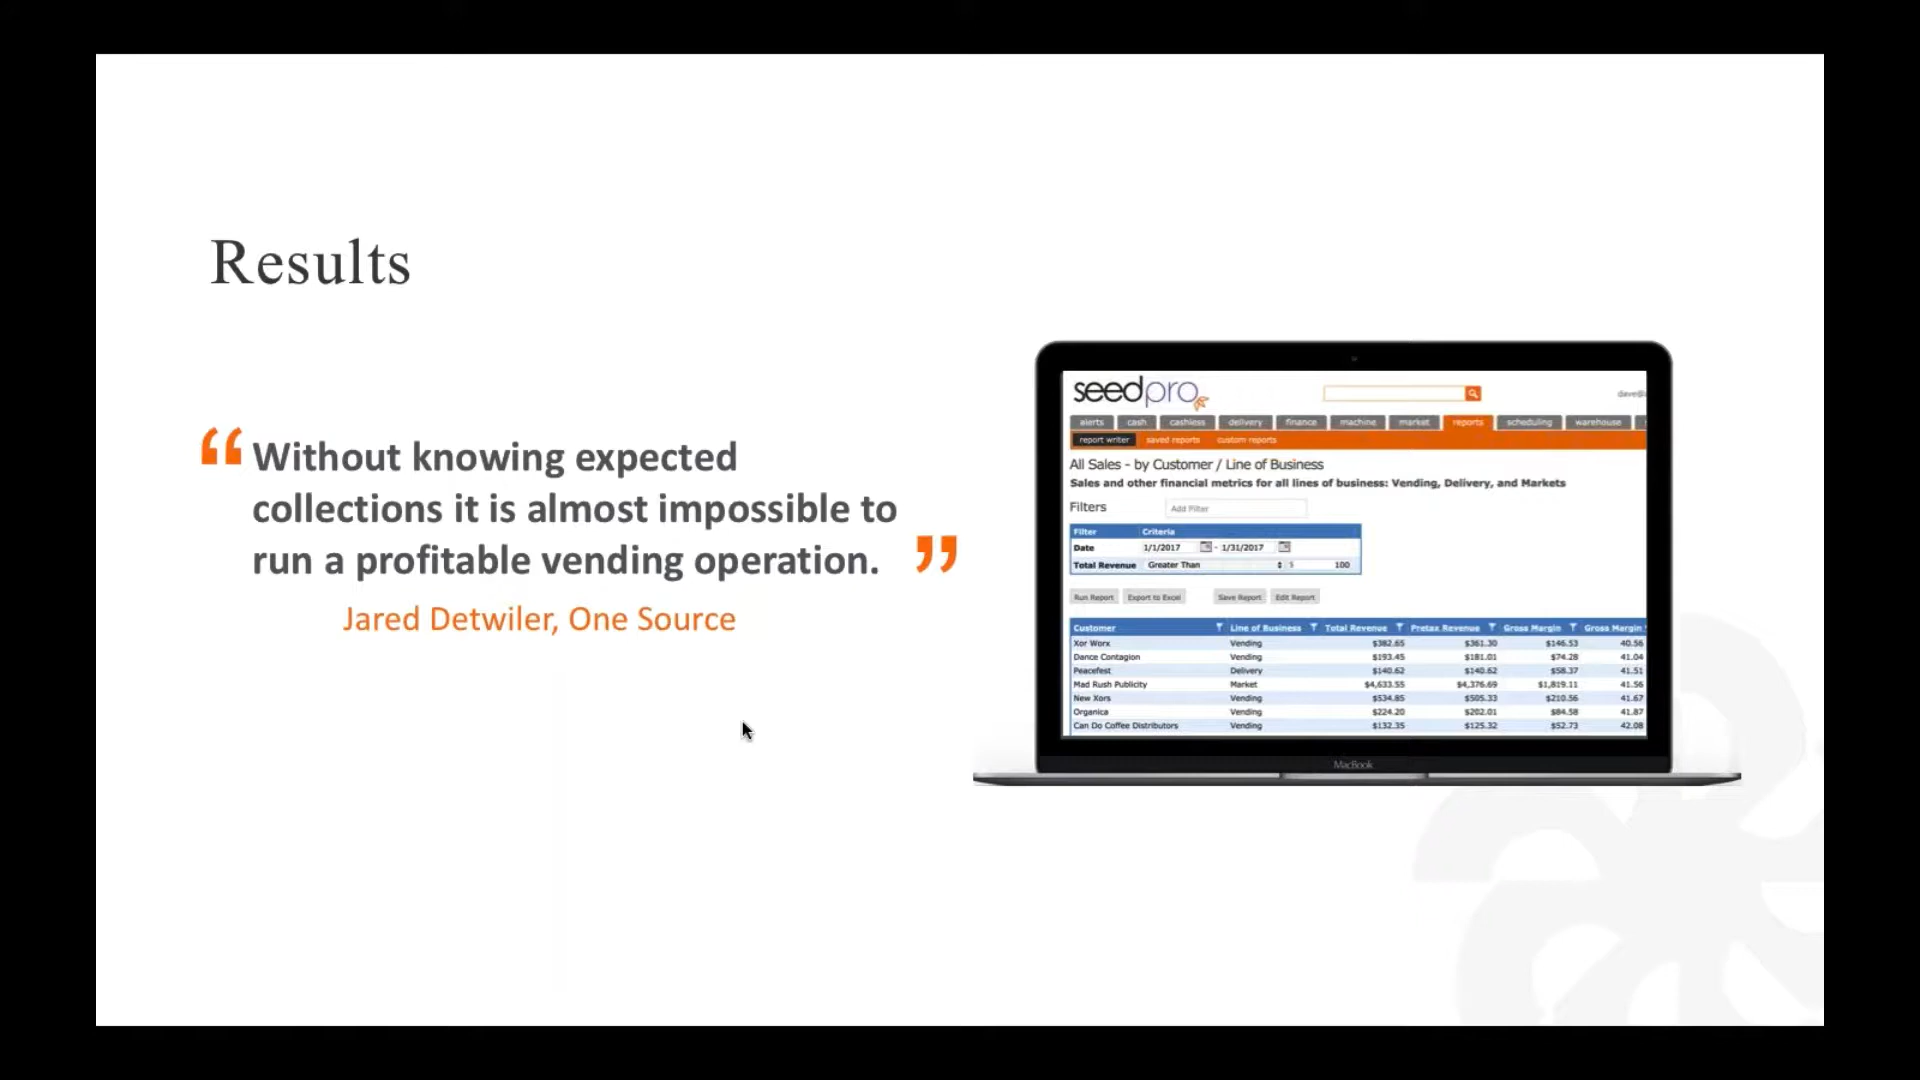 Results
“ Without knowing expected
collections it is almost impossible to
run a profitable vending operation. ”
Jared Detwiler, One Source
seedpro
alerts cash cashless delivery finance machine market reports scheduling warehouse
report writer saved reports custom reports
All Sales - by Customer / Line of Business
Sales and other financial metrics for all lines of business: Vending, Delivery, and Markets
Filters Add Filter
Filter Criteria
Date 1/1/2017 - 1/31/2017
Total Revenue Greater Than $ 100
Run Report Export to Excel Save Report Edit Report
Customer Line of Business Total Revenue Pretax Revenue Gross Margin Gross Margin
Xor Worx Vending $382.65 $361.30 $146.53 40.56
Dance Contagion Vending $193.45 $181.01 $74.28 41.04
Peacefest Delivery $140.62 $140.62 $58.37 41.51
Mad Rush Publicity Market $4,633.55 $4,376.69 $1,819.11 41.56
New Xors Vending $534.85 $505.33 $210.56 41.67
Organica Vending $224.20 $202.01 $84.58 41.87
Can Do Coffee Distributors Vending $132.35 $125.32 $52.73 42.08
MacBook